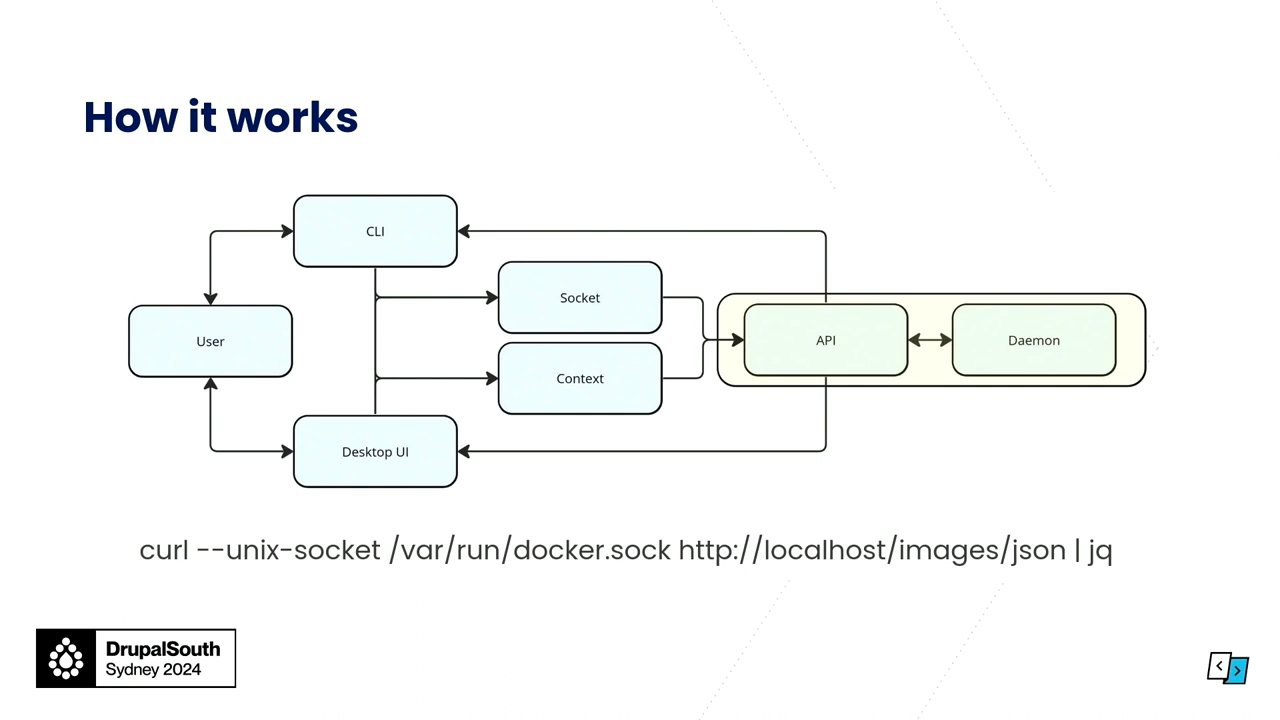 How it works
CLI
Socket
User
API
Daemon
Context
Desktop UI
curl --unix-socket /var/run/docker.sock http://localhost/images/json | jq
DrupalSouth
Sydney 2024